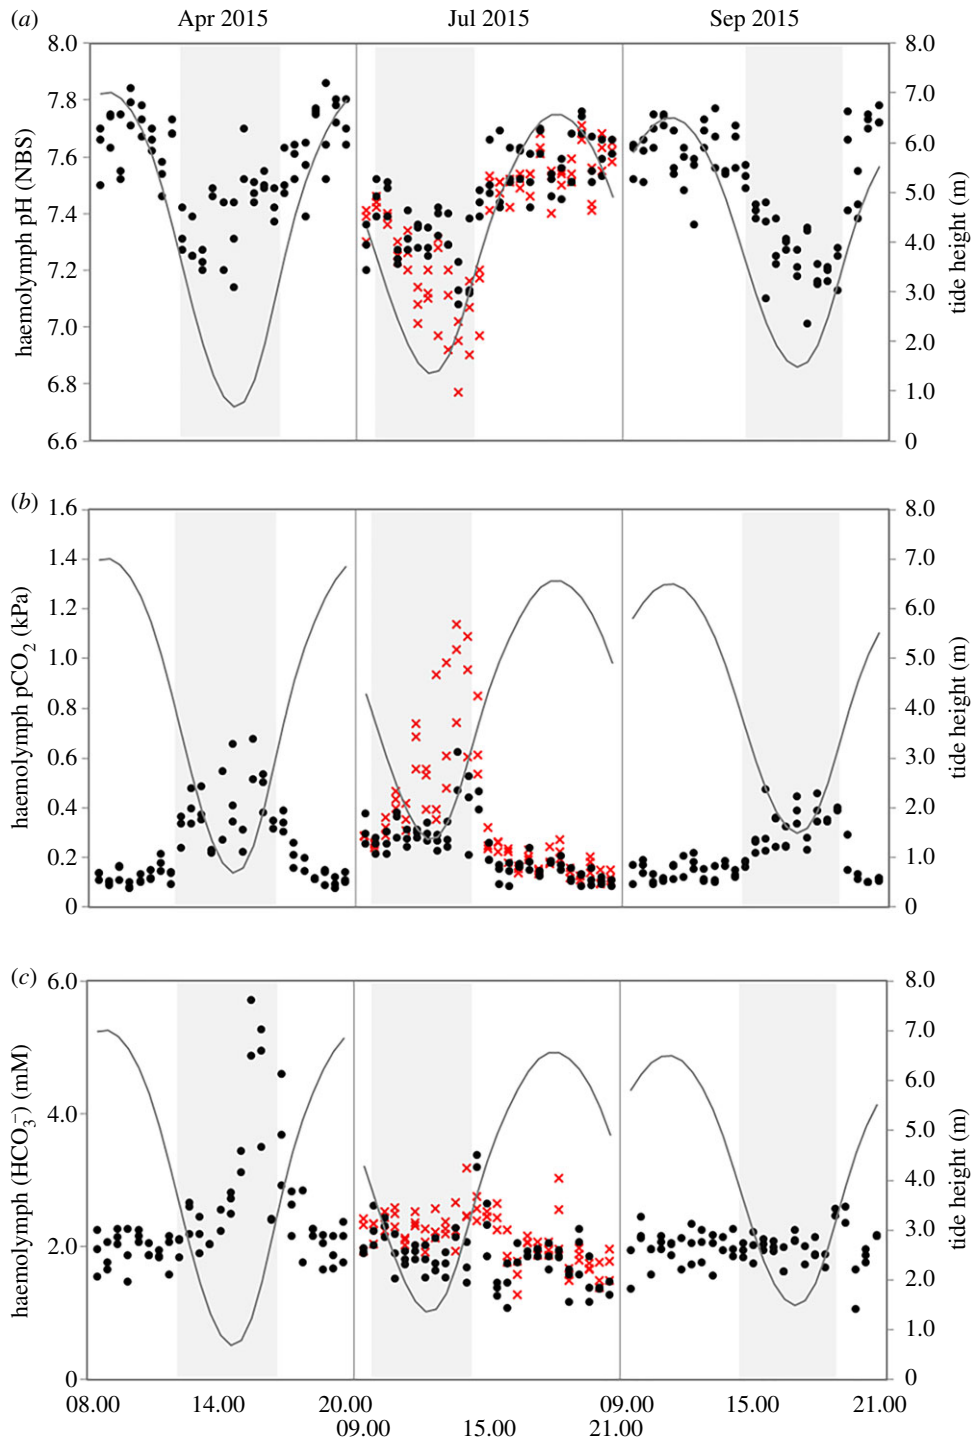 (a) Apr 2015 Jul 2015 Sep 2015
8.0 8.0
7.8 7.0
7.6 6.0
7.4 5.0
7.2 4.0
7.0 3.0
6.8 2.0
6.6 1.0
0
haemolymph pH (NBS)
tide height (m)
(b) 1.6 8.0
1.4 7.0
1.2 6.0
1.0 5.0
0.8 4.0
0.6 3.0
0.4 2.0
0.2 1.0
0 0
haemolymph pCO₂ (kPa)
tide height (m)
(c) 6.0 8.0
7.0
4.0 6.0
5.0
4.0
2.0 3.0
2.0
1.0
0 0
haemolymph (HCO₃⁻) (mM)
tide height (m)
08.00 14.00 20.00 09.00 15.00 21.00
09.00 15.00 21.00